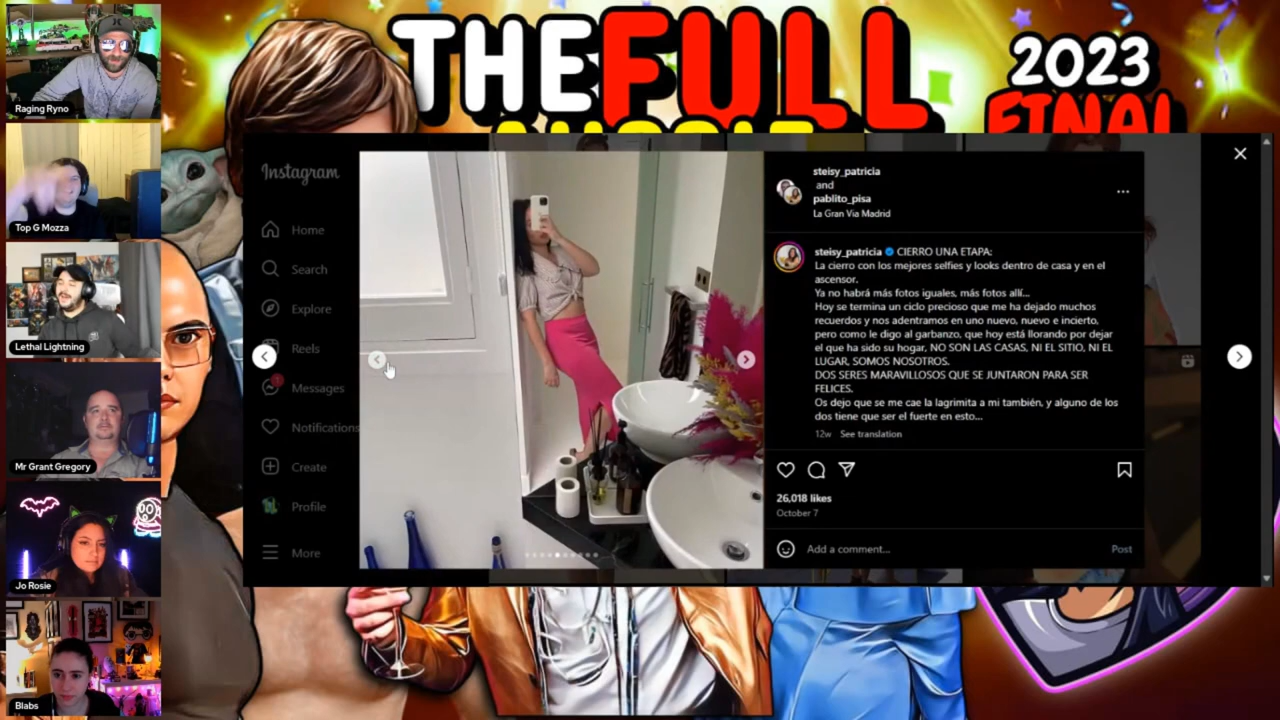 THE FULL
2023
FINAL
Raging Ryno
Top G Mozza
Lethal Lightning
Mr Grant Gregory
Jo Rosie
Blabs
Instagram
Home
Search
Explore
Reels
Messages
Notifications
Create
Profile
More
steisy_patricia
and
pablito_pisa
La Gran Via Madrid
steisy_patricia CIERRO UNA ETAPA:
La cierro con los mejores selfies y looks dentro de casa y en el
ascensor.
Ya no habrá más fotos iguales, más fotos allí...
Hoy se termina un ciclo precioso que me ha dejado muchos
recuerdos y nos adentramos en uno nuevo, nuevo e incierto,
pero como le digo al garbanzo, que hoy está llorando por dejar
el que ha sido su hogar, NO SON LAS CASAS, NI EL SITIO, NI EL
LUGAR, SOMOS NOSOTROS.
DOS SERES MARAVILLOSOS QUE SE JUNTARON PARA SER
FELICES.
Os dejo que se me cae la lagrimita a mi también, y alguno de los
dos tiene que ser el fuerte en esto...
12w See translation
26,018 likes
October 7
Add a comment...
Post